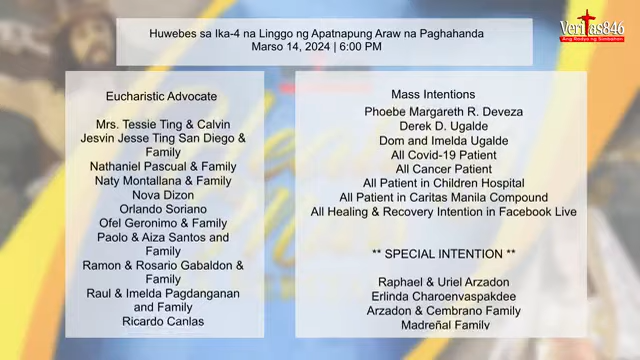 Huwebes sa Ika-4 na Linggo ng Apatnapung Araw na Paghahanda
Marso 14, 2024 | 6:00 PM
Veritas846
Ang Radyo ng Simbahan
Eucharistic Advocate
Mrs. Tessie Ting & Calvin
Jesvin Jesse Ting San Diego &
Family
Nathaniel Pascual & Family
Naty Montallana & Family
Nova Dizon
Orlando Soriano
Ofel Geronimo & Family
Paolo & Aiza Santos and
Family
Ramon & Rosario Gabaldon &
Family
Raul & Imelda Pagdanganan
and Family
Ricardo Canlas
Mass Intentions
Phoebe Margareth R. Deveza
Derek D. Ugalde
Dom and Imelda Ugalde
All Covid-19 Patient
All Cancer Patient
All Patient in Children Hospital
All Patient in Caritas Manila Compound
All Healing & Recovery Intention in Facebook Live
** SPECIAL INTENTION **
Raphael & Uriel Arzadon
Erlinda Charoenvaspakdee
Arzadon & Cembrano Family
Madreñal Family